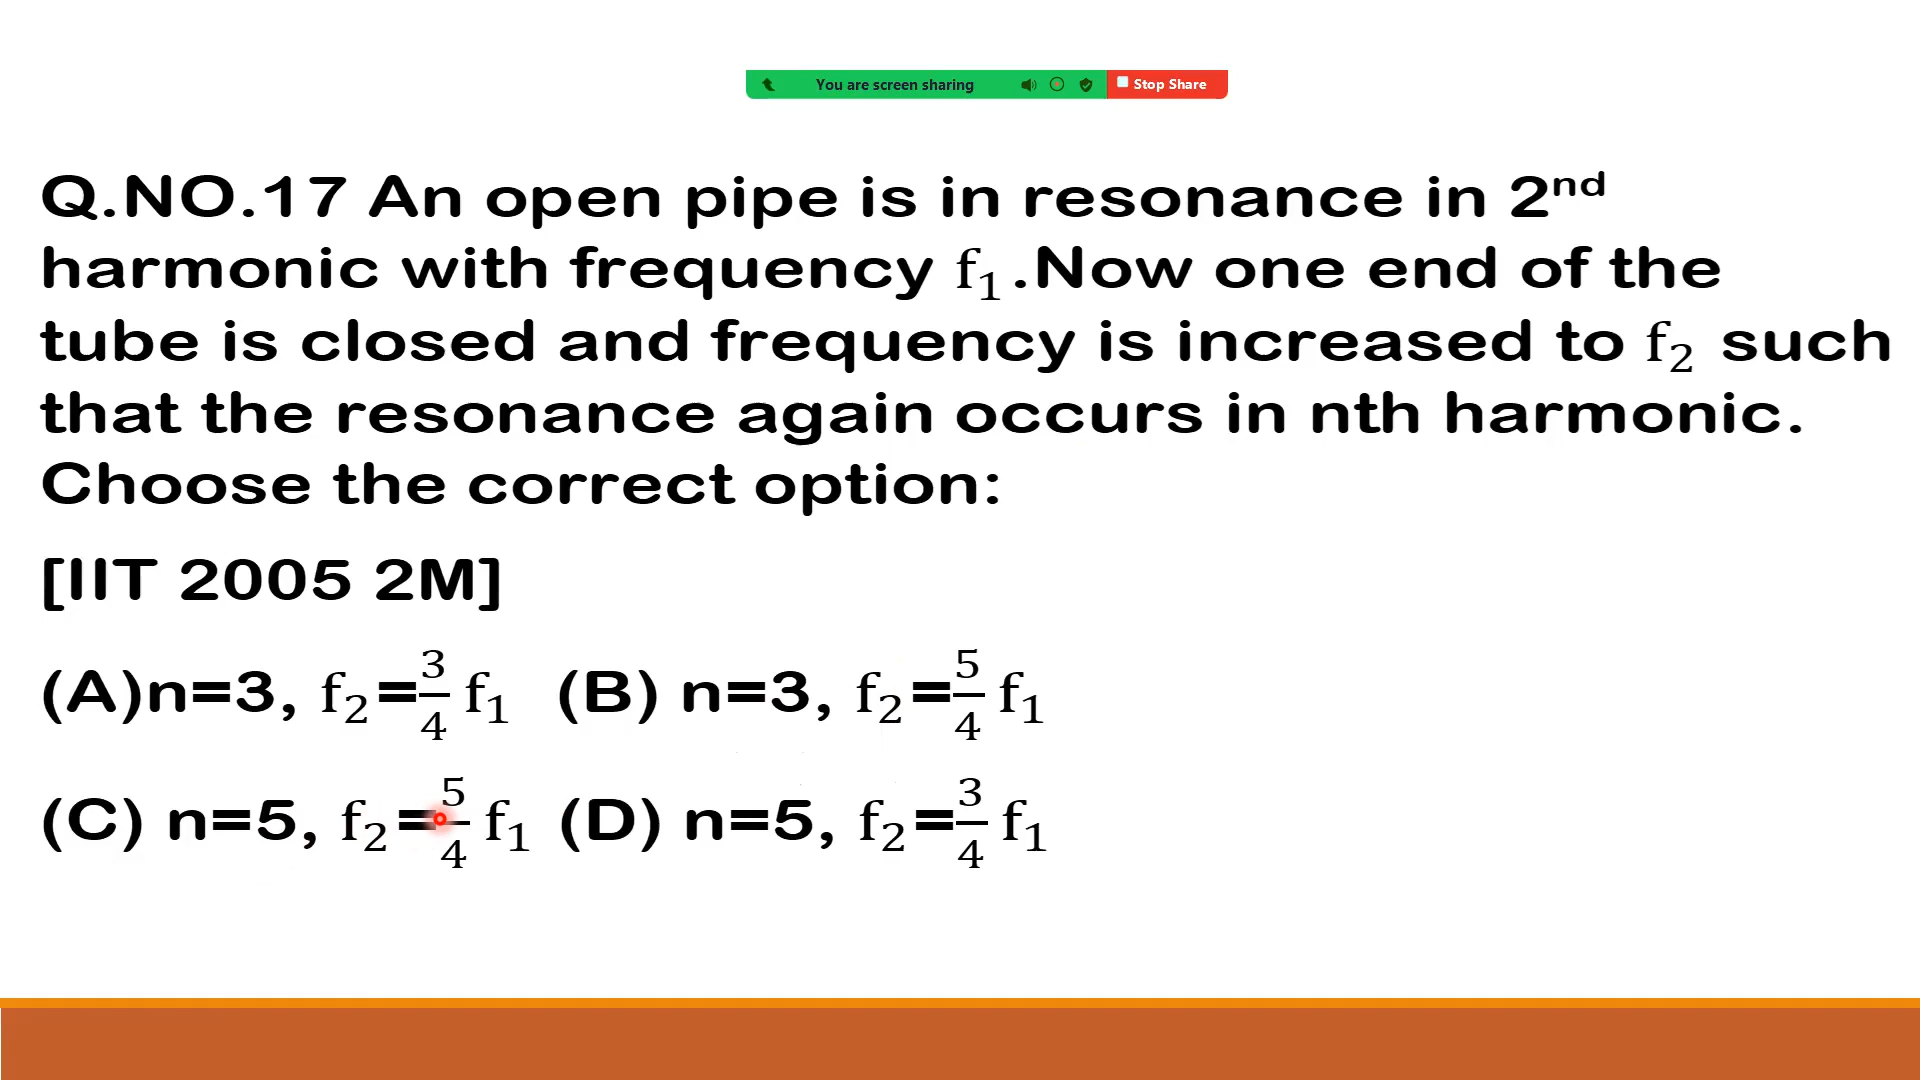 You are screen sharing Stop Share
Q.NO.17 An open pipe is in resonance in 2ⁿᵈ
harmonic with frequency f₁.Now one end of the
tube is closed and frequency is increased to f₂ such
that the resonance again occurs in nth harmonic.
Choose the correct option:
[IIT 2005 2M]
(A)n=3, f₂=3/4 f₁ (B) n=3, f₂=5/4 f₁
(C) n=5, f₂=5/4 f₁ (D) n=5, f₂=3/4 f₁